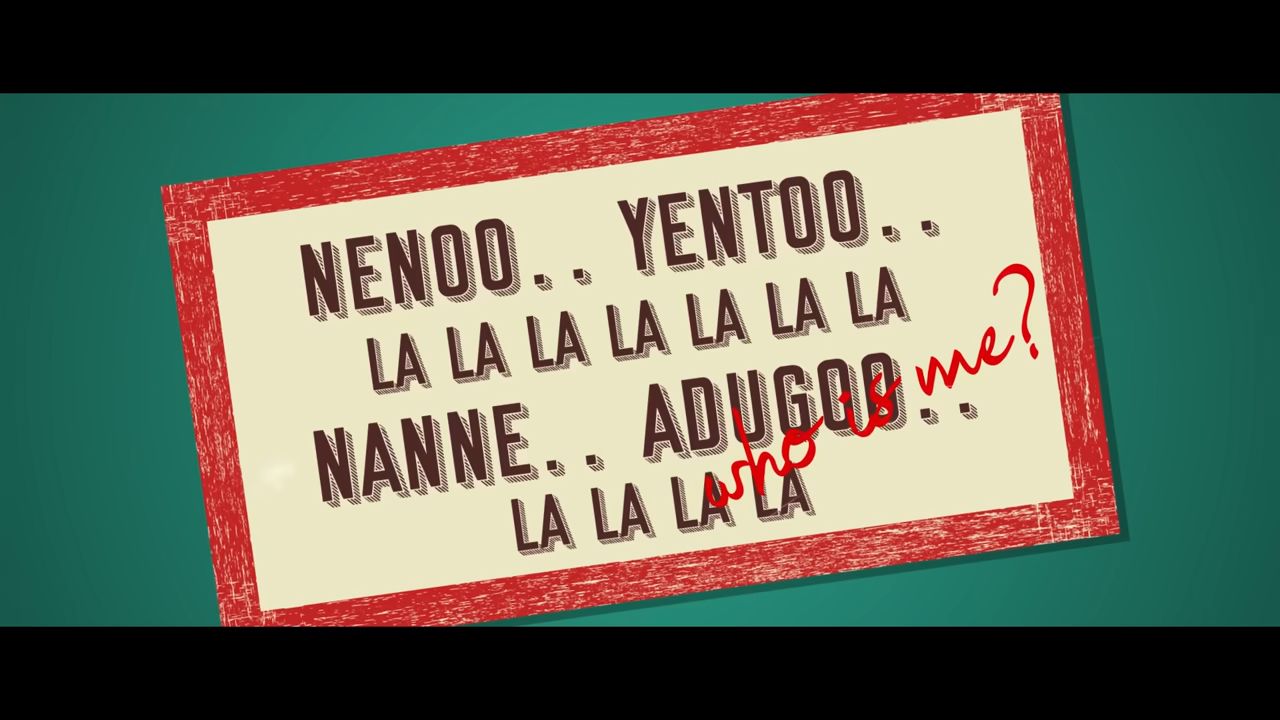 NENOO.. YENTOO..
LA LA LA LA LA LA LA
NANNE.. ADUGOO..
LA LA LA LA
who is me?